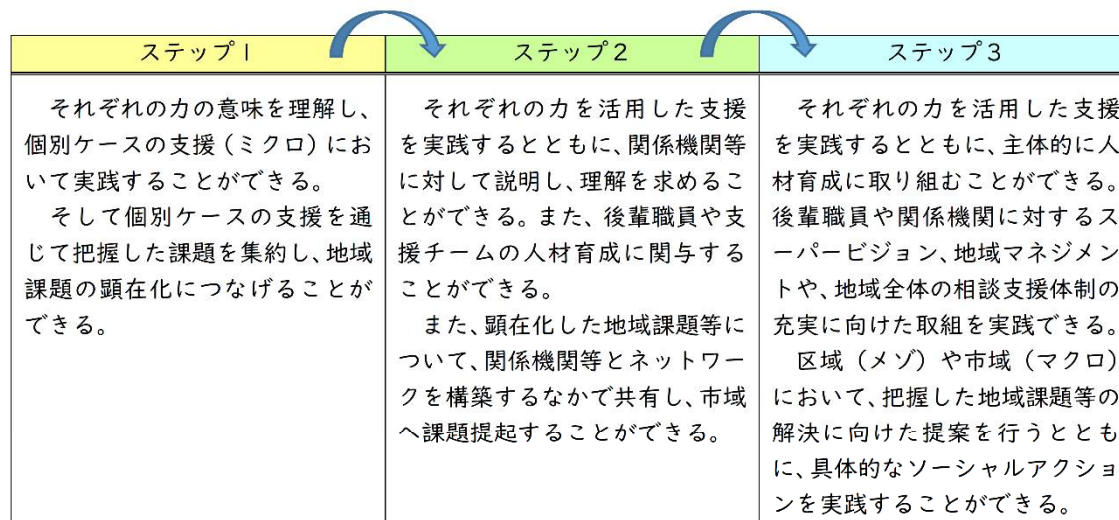 ステップ1
それぞれの力の意味を理解し、
個別ケースの支援(ミクロ)にお
いて実践することができる。
そして個別ケースの支援を通
じて把握した課題を集約し、地域
課題の顕在化につなげることが
できる。
ステップ2
それぞれの力を活用した支援
を実践するとともに、関係機関等
に対して説明し、理解を求めるこ
とができる。また、後輩職員や支
援チームの人材育成に関与する
ことができる。
また、顕在化した地域課題等に
ついて、関係機関等とネットワー
クを構築するなかで共有し、市域
へ課題提起することができる。
ステップ3
それぞれの力を活用した支援
を実践するとともに、主体的に人
材育成に取り組むことができる。
後輩職員や関係機関に対するス
ーパービジョン、地域マネジメン
トや、地域全体の相談支援体制の
充実に向けた取組を実践できる。
区域(メゾ)や市域(マクロ)
において、把握した地域課題等の
解決に向けた提案を行うととも
に、具体的なソーシャルアクショ
ンを実践することができる。